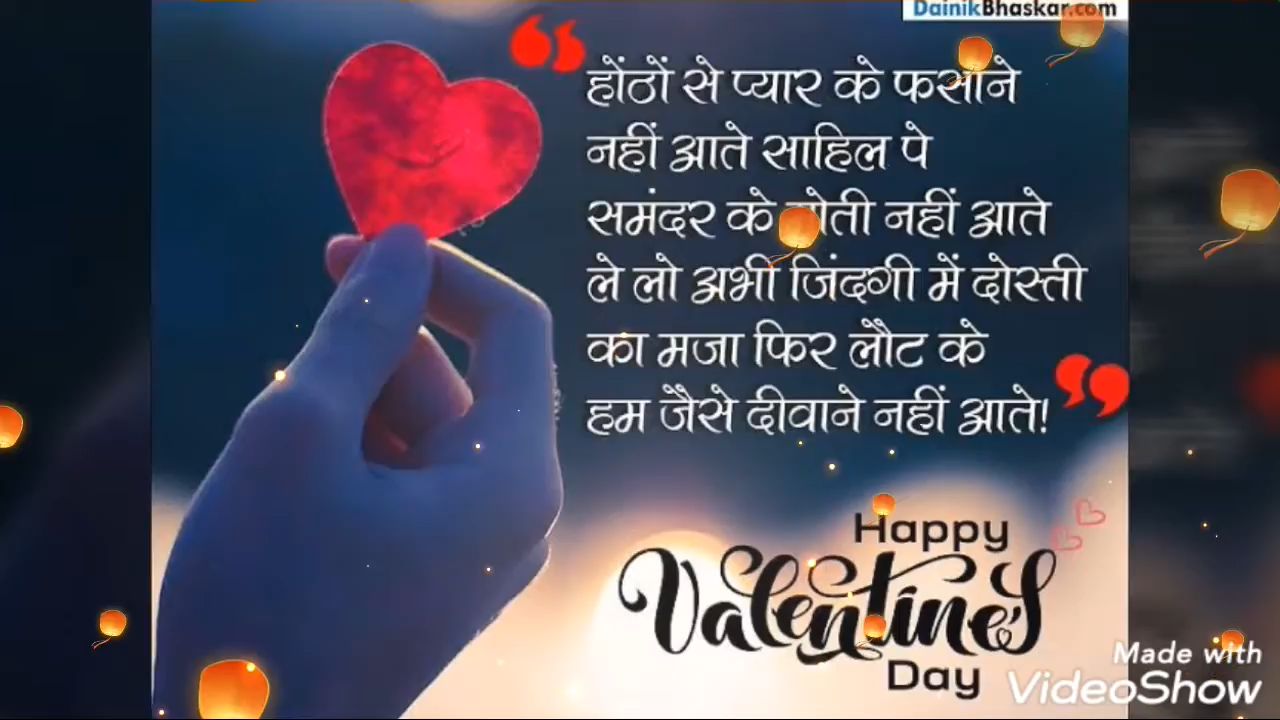 DainikBhaskar.com
होंठों से प्यार के फसाने
नहीं आते साहिल पे
समंदर के मोती नहीं आते
ले लो अभी जिंदगी में दोस्ती
का मजा फिर लौट के
हम जैसे दीवाने नहीं आते!
Happy
Valentine's
Day
Made with
VideoShow